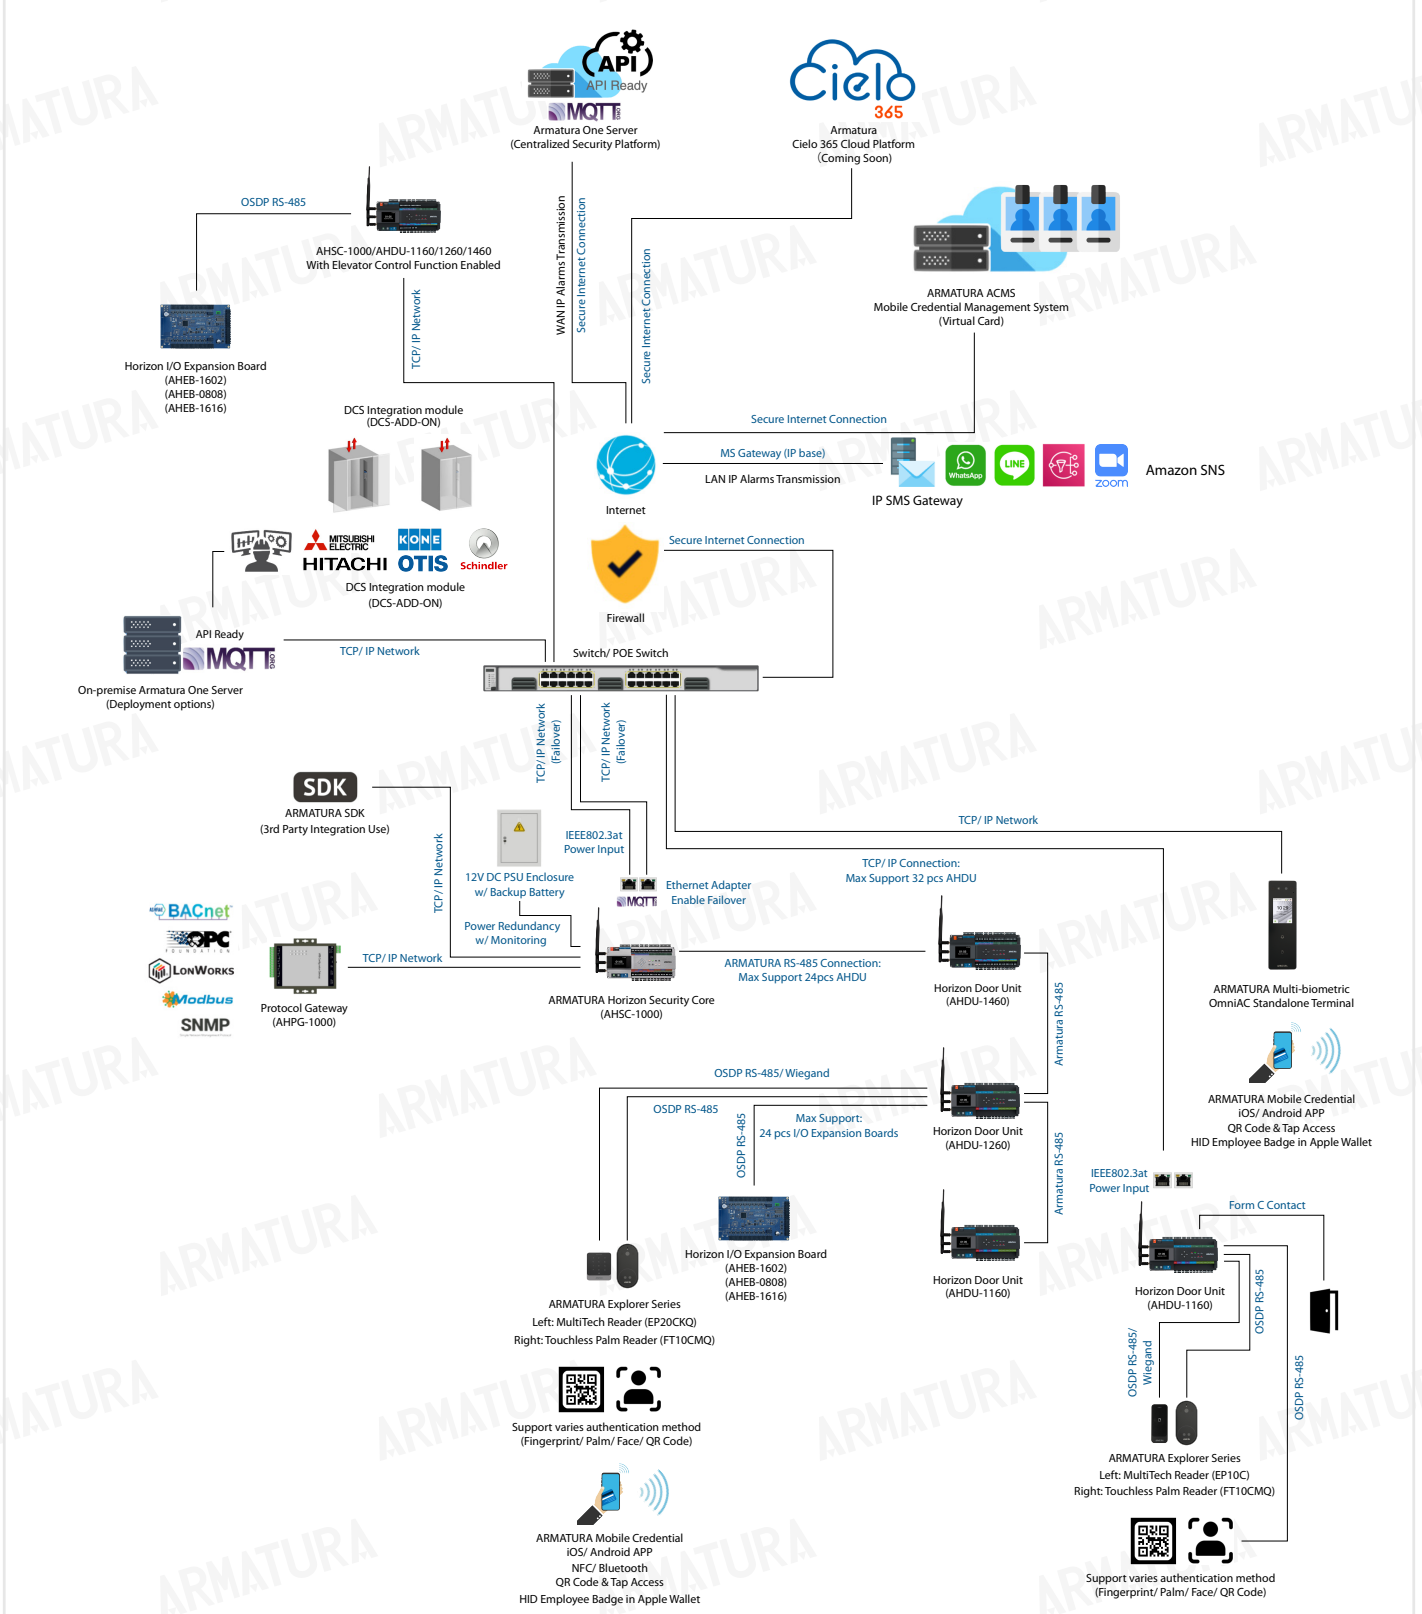 API
API Ready
MQTT.ORG
Armatura One Server
(Centralized Security Platform)
Cielo
365
Armatura
Cielo 365 Cloud Platform
(Coming Soon)
OSDP RS-485
AHSC-1000/AHDU-1160/1260/1460
With Elevator Control Function Enabled
WAN IP Alarms Transmission
Secure Internet Connection
Secure Internet Connection
TCP/ IP Network
ARMATURA ACMS
Mobile Credential Management System
(Virtual Card)
Horizon I/O Expansion Board
(AHEB-1602)
(AHEB-0808)
(AHEB-1616)
DCS Integration module
(DCS-ADD-ON)
Secure Internet Connection
MS Gateway (IP base)
LAN IP Alarms Transmission
Internet
IP SMS Gateway
WhatsApp
LINE
zoom
Amazon SNS
MITSUBISHI
ELECTRIC
KONE
HITACHI
OTIS
Schindler
DCS Integration module
(DCS-ADD-ON)
Secure Internet Connection
Firewall
API Ready
MQTT.ORG
TCP/ IP Network
On-premise Armatura One Server
(Deployment options)
Switch/ POE Switch
TCP/ IP Network
(Failover)
TCP/ IP Network
(Failover)
SDK
ARMATURA SDK
(3rd Party Integration Use)
TCP/ IP Network
IEEE802.3at
Power Input
12V DC PSU Enclosure
w/ Backup Battery
Ethernet Adapter
Enable Failover
MQTT
Power Redundancy
w/ Monitoring
TCP/ IP Network
TCP/ IP Connection:
Max Support 32 pcs AHDU
BACnet
OPC
FOUNDATION
LONWORKS
Modbus
SNMP
TCP/ IP Network
Protocol Gateway
(AHPG-1000)
ARMATURA Horizon Security Core
(AHSC-1000)
ARMATURA RS-485 Connection:
Max Support 24pcs AHDU
Horizon Door Unit
(AHDU-1460)
Armatura RS-485
ARMATURA Multi-biometric
OmniAC Standalone Terminal
ARMATURA Mobile Credential
iOS/ Android APP
QR Code & Tap Access
HID Employee Badge in Apple Wallet
OSDP RS-485/ Wiegand
OSDP RS-485
OSDP RS-485
Max Support:
24 pcs I/O Expansion Boards
Horizon Door Unit
(AHDU-1260)
Armatura RS-485
IEEE802.3at
Power Input
Form C Contact
Horizon I/O Expansion Board
(AHEB-1602)
(AHEB-0808)
(AHEB-1616)
Horizon Door Unit
(AHDU-1160)
Horizon Door Unit
(AHDU-1160)
ARMATURA Explorer Series
Left: MultiTech Reader (EP20CKQ)
Right: Touchless Palm Reader (FT10CMQ)
OSDP RS-485/
Wiegand
OSDP RS-485
OSDP RS-485
Support varies authentication method
(Fingerprint/ Palm/ Face/ QR Code)
ARMATURA Explorer Series
Left: MultiTech Reader (EP10C)
Right: Touchless Palm Reader (FT10CMQ)
ARMATURA Mobile Credential
iOS/ Android APP
NFC/ Bluetooth
QR Code & Tap Access
HID Employee Badge in Apple Wallet
Support varies authentication method
(Fingerprint/ Palm/ Face/ QR Code)